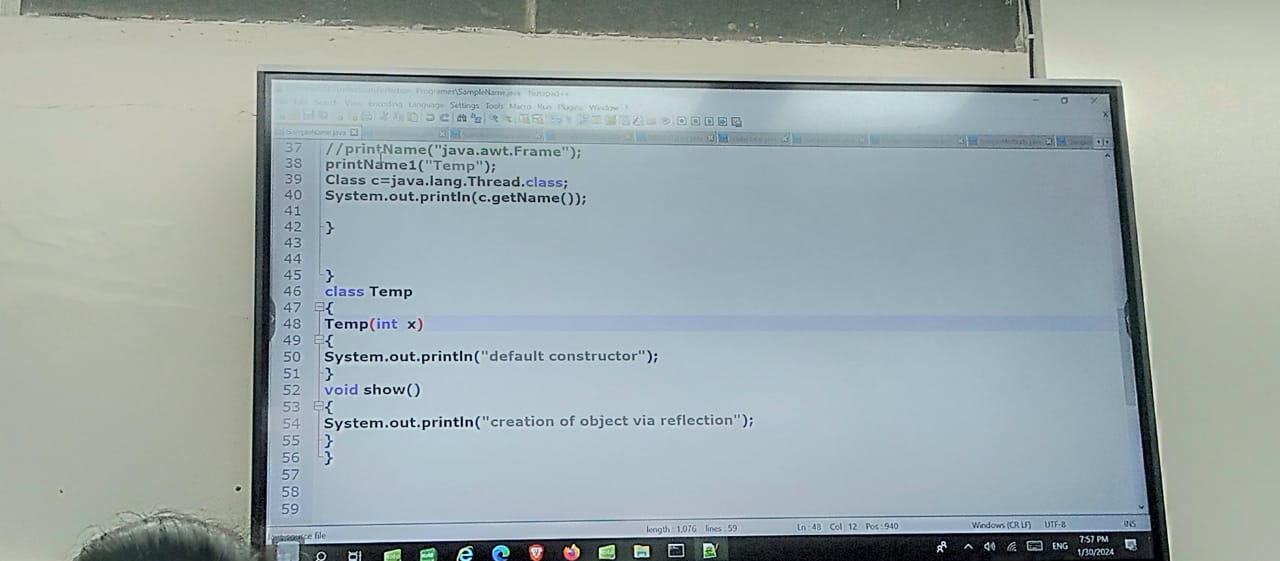 Programes\SampleName.java - Notepad++
Search View Encoding Language Settings Tools Macro Run Plugins Window ?
SampleName.java
37 //printName("java.awt.Frame");
38 printName1("Temp");
39 Class c=java.lang.Thread.class;
40 System.out.println(c.getName());
41
42 }
43
44
45 }
46 class Temp
47 {
48 Temp(int x)
49 {
50 System.out.println("default constructor");
51 }
52 void show()
53 {
54 System.out.println("creation of object via reflection");
55 }
56 }
57
58
59
source file length : 1,076 lines : 59 Ln : 48 Col : 12 Pos : 940 Windows (CR LF) UTF-8 INS
ENG 7:57 PM
1/30/2024